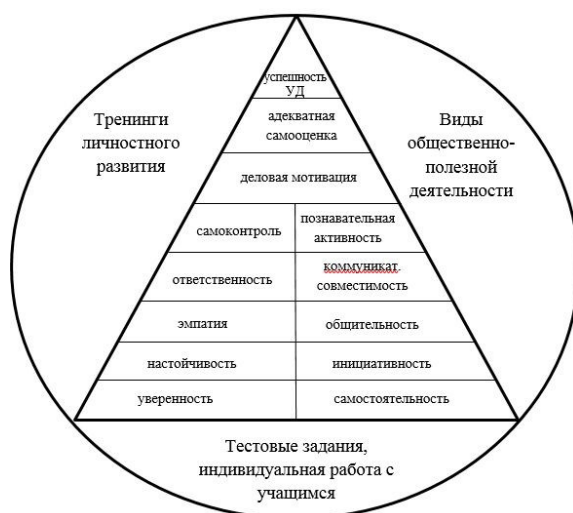 успешность
УД
Тренинги
личностного
развития
адекватная
самооценка
Виды
общественно-
полезной
деятельности
деловая мотивация
самоконтроль
познавательная
активность
ответственность
коммуникат.
совместимость
эмпатия
общительность
настойчивость
инициативность
уверенность
самостоятельность
Тестовые задания,
индивидуальная работа с
учащимся